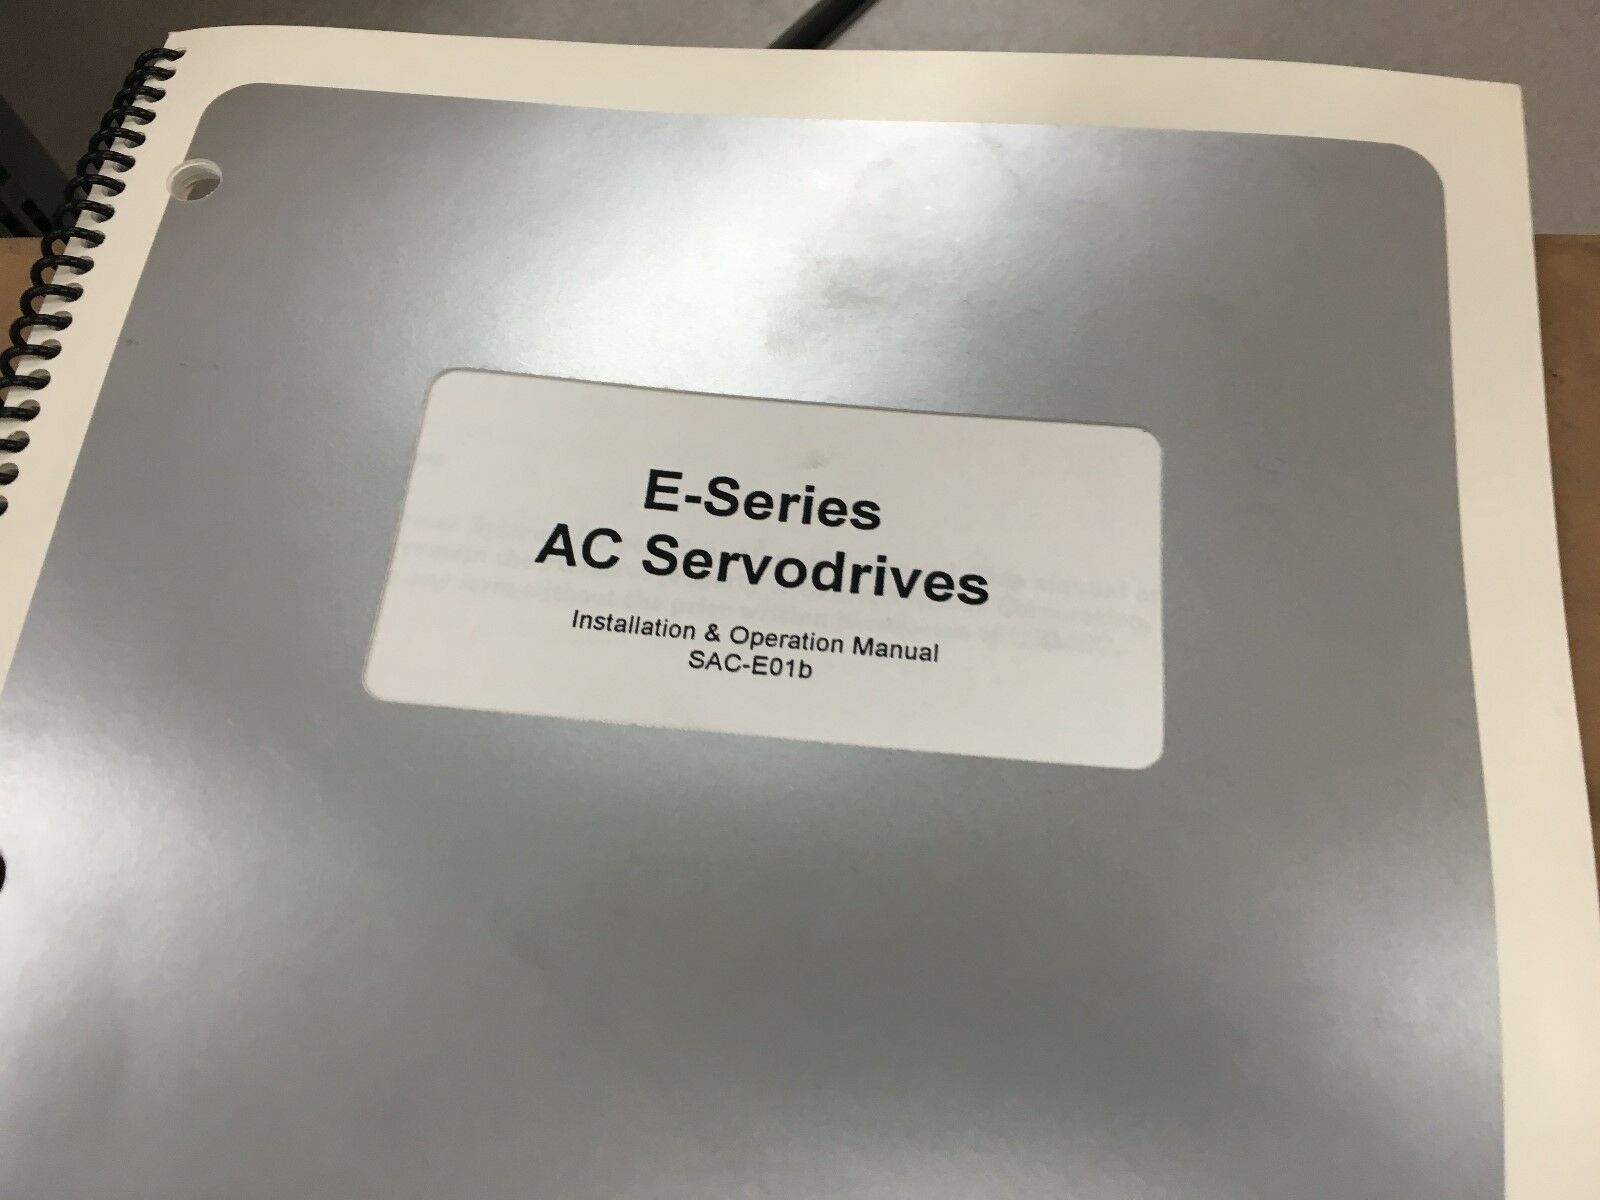 E-Series
AC Servodrives
Installation & Operation Manual
SAC-E01b